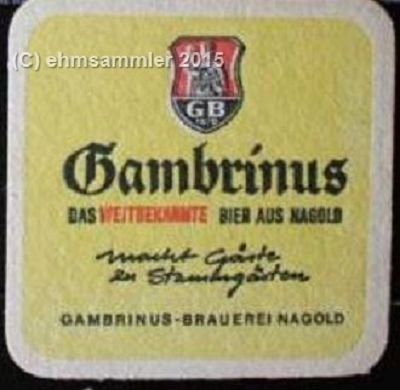 (C) ehmsammler 2015
GB
Gambrinus
DAS WELTBEKANNTE BIER AUS NAGOLD
macht Gäste
zu Stammgästen
GAMBRINUS-BRAUEREI NAGOLD